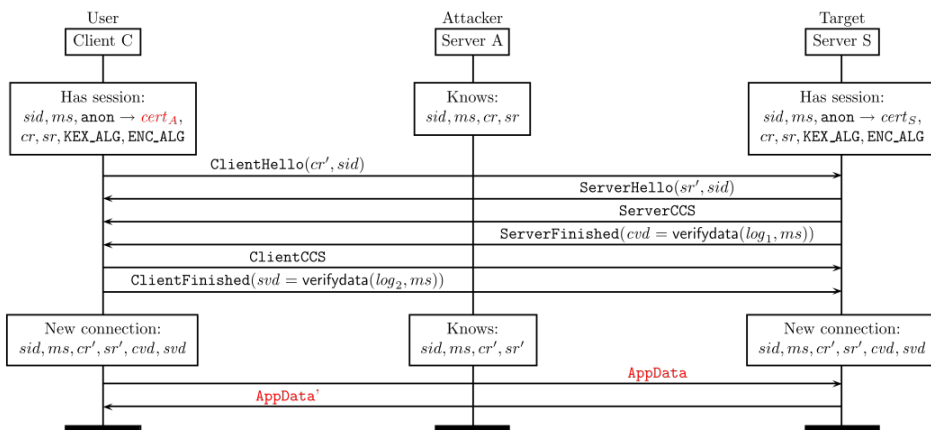 User
Attacker
Target
Client C
Server A
Server S
Has session:
sid, ms, anon → cert_A,
cr, sr, KEX_ALG, ENC_ALG
Knows:
sid, ms, cr, sr
Has session:
sid, ms, anon → cert_S,
cr, sr, KEX_ALG, ENC_ALG
ClientHello(cr′, sid)
ServerHello(sr′, sid)
ServerCCS
ServerFinished(cvd = verifydata(log₁, ms))
ClientCCS
ClientFinished(svd = verifydata(log₂, ms))
New connection:
sid, ms, cr′, sr′, cvd, svd
Knows:
sid, ms, cr′, sr′
New connection:
sid, ms, cr′, sr′, cvd, svd
AppData
AppData'